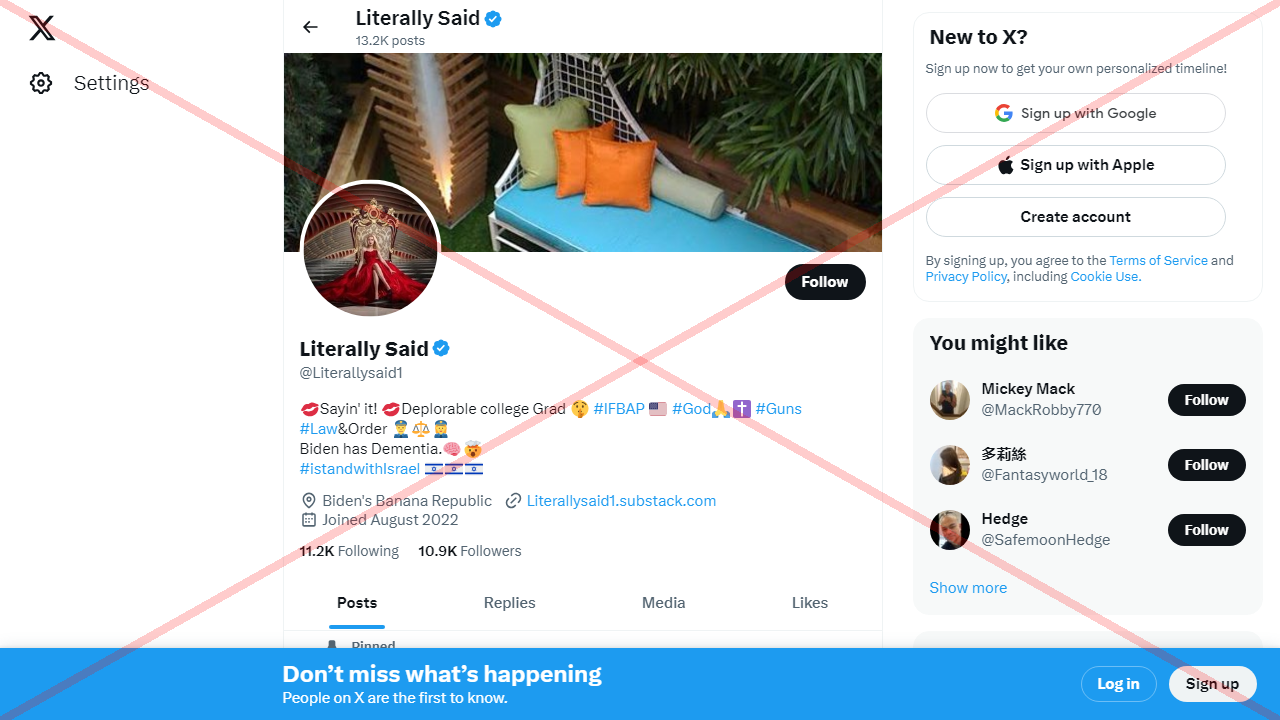 Settings
Literally Said
13.2K posts
Follow
Literally Said
@Literallysaid1
💋Sayin' it! 💋Deplorable college Grad 🤫 #IFBAP 🇺🇸 #God🙏✝️ #Guns
#Law&Order 👮‍♂️⚖️👮‍♀️
Biden has Dementia.🧠🤯
#istandwithIsrael 🇮🇱🇮🇱🇮🇱
Biden's Banana Republic Literallysaid1.substack.com
Joined August 2022
11.2K Following 10.9K Followers
Posts Replies Media Likes
Pinned
New to X?
Sign up now to get your own personalized timeline!
Sign up with Google
Sign up with Apple
Create account
By signing up, you agree to the Terms of Service and
Privacy Policy, including Cookie Use.
You might like
Mickey Mack
@MackRobby770
Follow
多莉絲
@Fantasyworld_18
Follow
Hedge
@SafemoonHedge
Follow
Show more
Don’t miss what’s happening
People on X are the first to know.
Log in Sign up